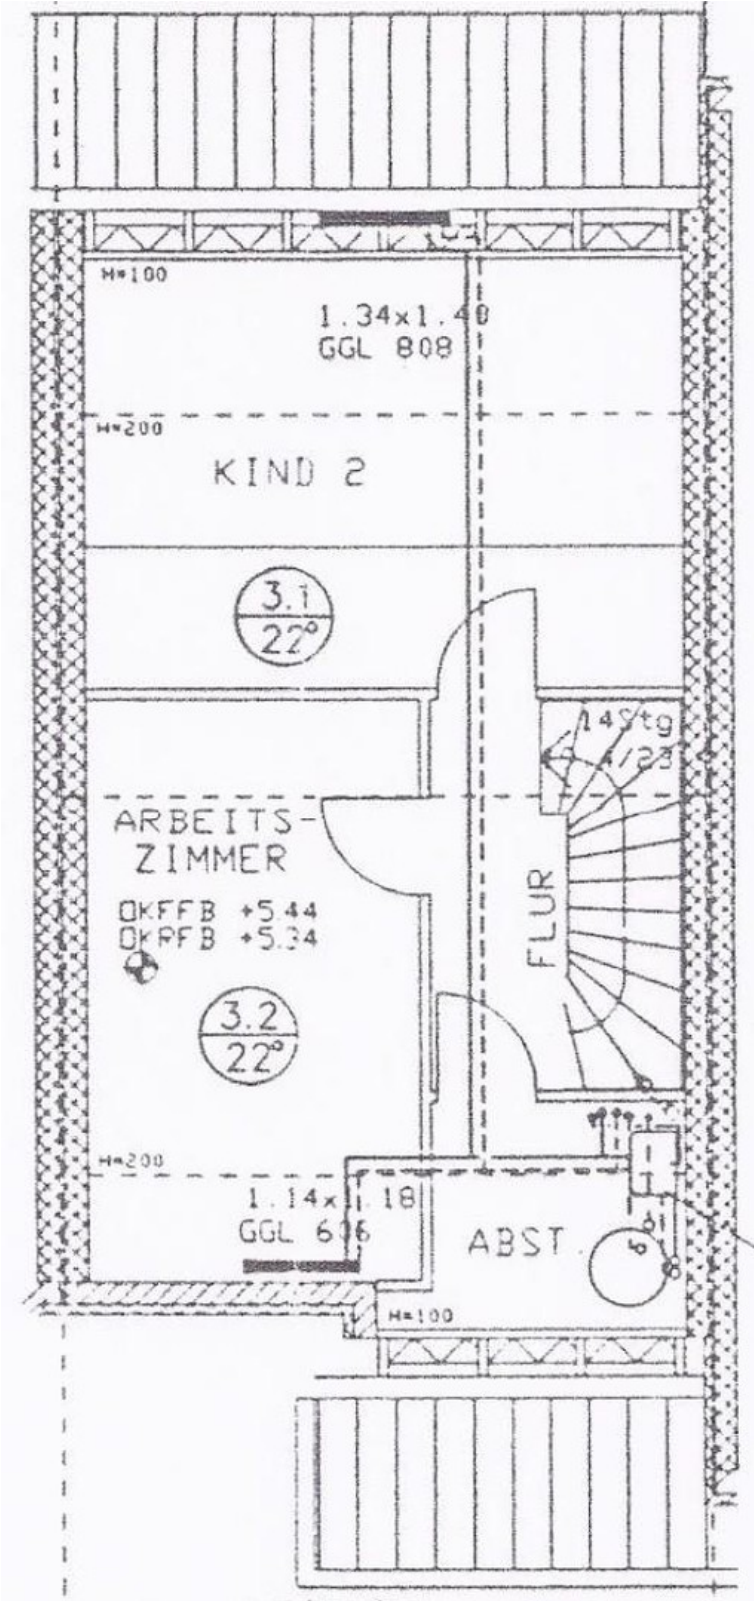 H=100
1.34x1.40
GGL 808
H=200
KIND 2
3.1
22°
14Stg
ARBEITS-
ZIMMER
OKFFB +5.44
OKRFB +5.34
FLUR
3.2
22°
H=200
GGL 606
ABST.
H=100